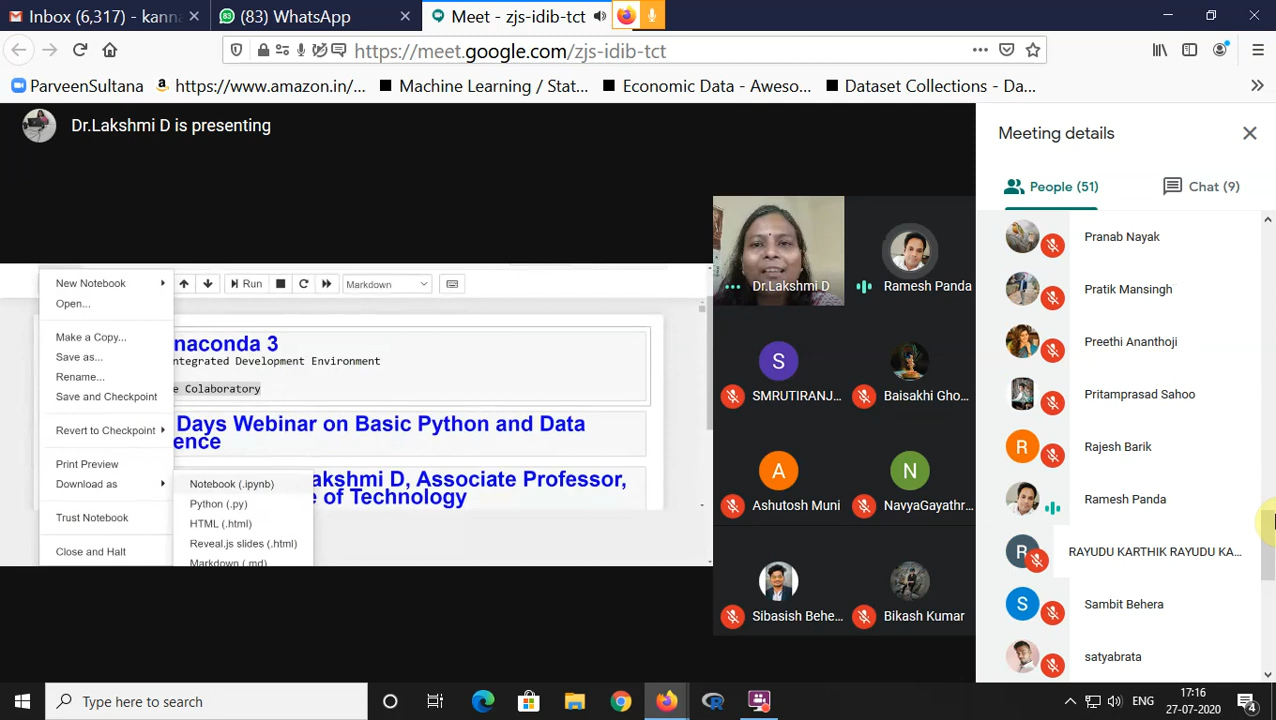 Inbox (6,317) - kanna
(83) WhatsApp
Meet - zjs-idib-tct
https://meet.google.com/zjs-idib-tct
ParveenSultana
https://www.amazon.in/...
Machine Learning / Stat...
Economic Data - Aweso...
Dataset Collections - Da...
Dr.Lakshmi D is presenting
New Notebook
Open...
Make a Copy...
Save as...
Rename...
Save and Checkpoint
Revert to Checkpoint
Print Preview
Download as
Trust Notebook
Close and Halt
Notebook (.ipynb)
Python (.py)
HTML (.html)
Reveal.js slides (.html)
Markdown (.md)
Run
Markdown
naconda 3
ntegrated Development Environment
e Colaboratory
Days Webinar on Basic Python and Data
ence
akshmi D, Associate Professor,
e of Technology
Dr.Lakshmi D
Ramesh Panda
S
SMRUTIRANJ...
Baisakhi Gho...
A
Ashutosh Muni
N
NavyaGayathr...
Sibasish Behe...
Bikash Kumar
Meeting details
People (51)
Chat (9)
Pranab Nayak
Pratik Mansingh
Preethi Ananthoji
Pritamprasad Sahoo
R
Rajesh Barik
Ramesh Panda
R
RAYUDU KARTHIK RAYUDU KA...
S
Sambit Behera
satyabrata
Type here to search
R
ENG
17:16
27-07-2020
4